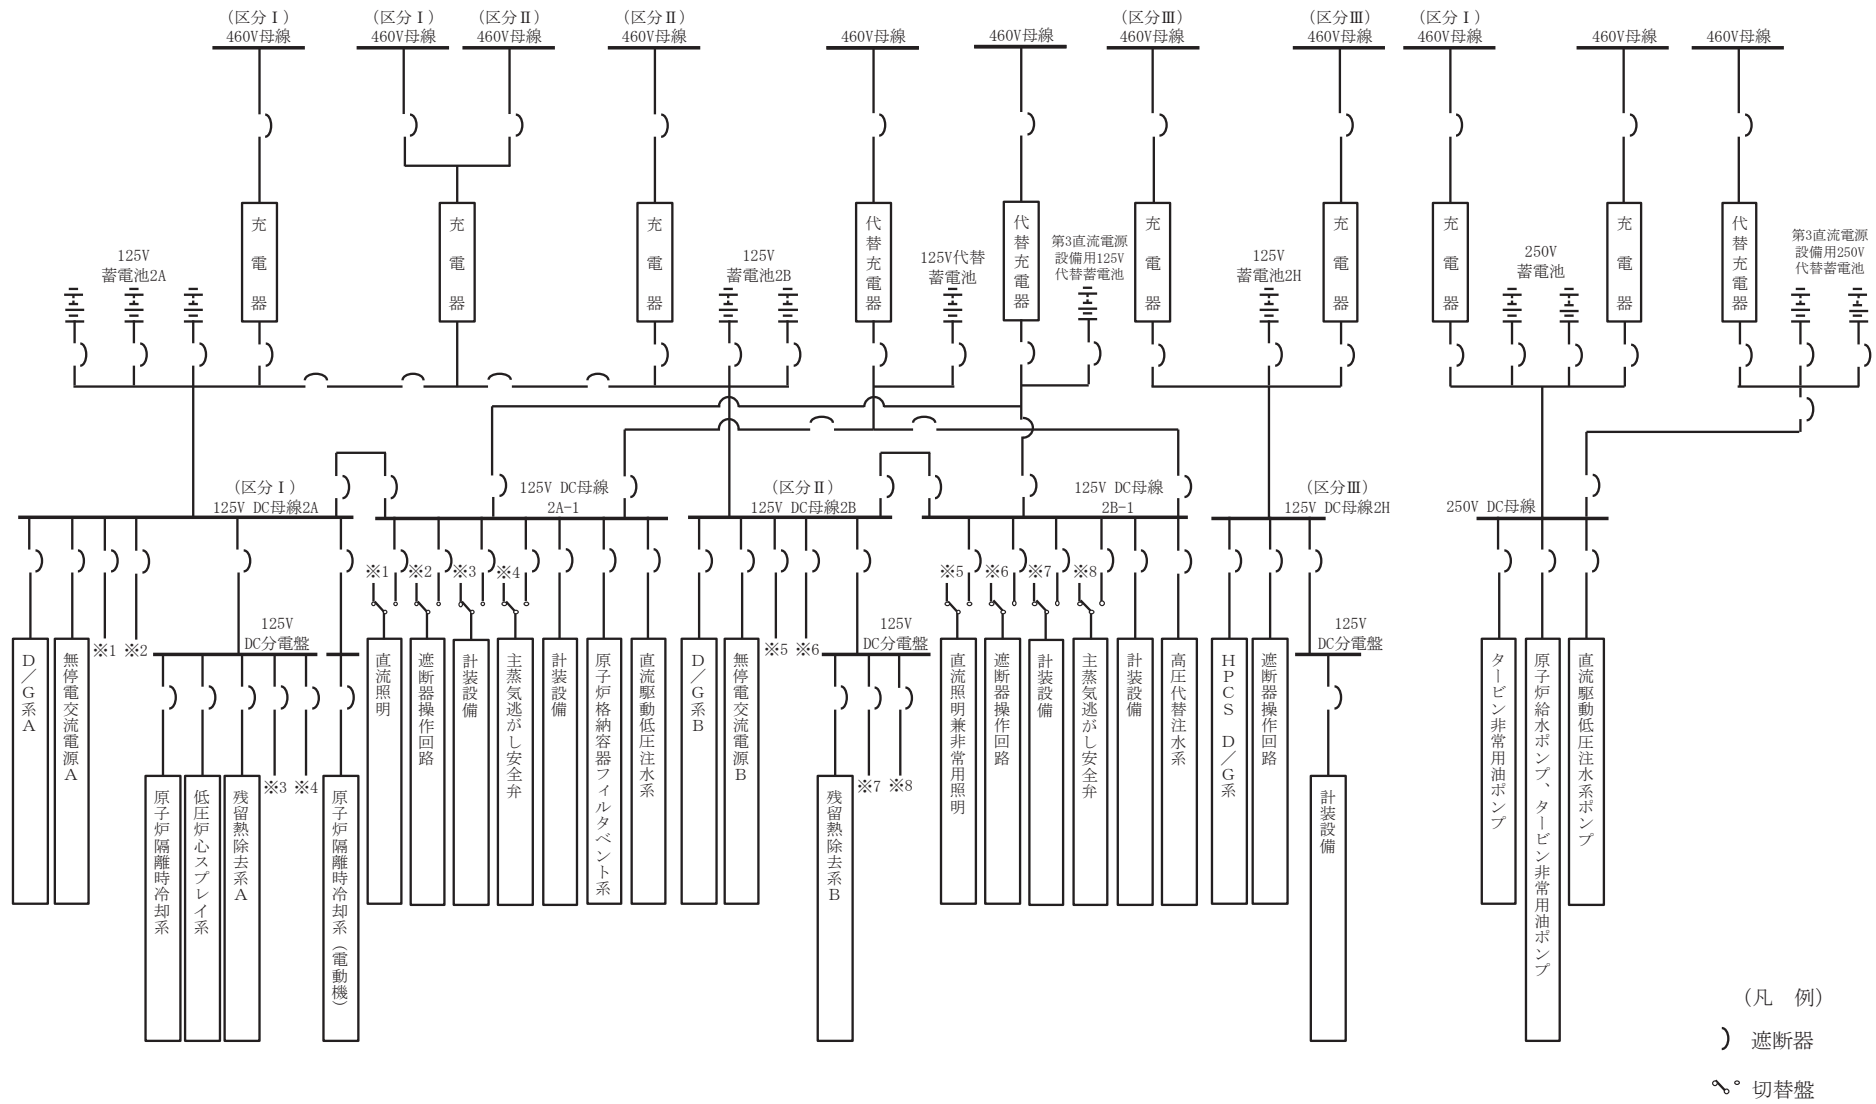 (区分Ⅰ)
460V母線
(区分Ⅰ)
460V母線
(区分Ⅱ)
460V母線
(区分Ⅱ)
460V母線
460V母線
460V母線
(区分Ⅲ)
460V母線
(区分Ⅲ)
460V母線
(区分Ⅰ)
460V母線
460V母線
460V母線
125V
蓄電池2A
充電器
充電器
充電器
125V
蓄電池2B
代替充電器
125V代替
蓄電池
代替充電器
第3直流電源
設備用125V
代替蓄電池
充電器
125V
蓄電池2H
充電器
充電器
250V
蓄電池
充電器
代替充電器
第3直流電源
設備用250V
代替蓄電池
(区分Ⅰ)
125V DC母線2A
125V DC母線
2A-1
(区分Ⅱ)
125V DC母線2B
125V DC母線
2B-1
(区分Ⅲ)
125V DC母線2H
250V DC母線
※1
※2
※3
※4
※5
※6
※7
※8
※1
※2
125V
DC分電盤
※5
※6
125V
DC分電盤
125V
DC分電盤
D/G系A
無停電交流電源A
直流照明
遮断器操作回路
計装設備
主蒸気逃がし安全弁
計装設備
原子炉格納容器フィルタベント系
直流駆動低圧注水系
D/G系B
無停電交流電源B
直流照明兼非常用照明
遮断器操作回路
計装設備
主蒸気逃がし安全弁
計装設備
高圧代替注水系
HPCS D/G系
遮断器操作回路
タービン非常用油ポンプ
原子炉給水ポンプ、タービン非常用油ポンプ
直流駆動低圧注水系ポンプ
原子炉隔離時冷却系
低圧炉心スプレイ系
残留熱除去系A
※3
※4
原子炉隔離時冷却系(電動機)
残留熱除去系B
※7
※8
計装設備
(凡 例)
遮断器
切替盤